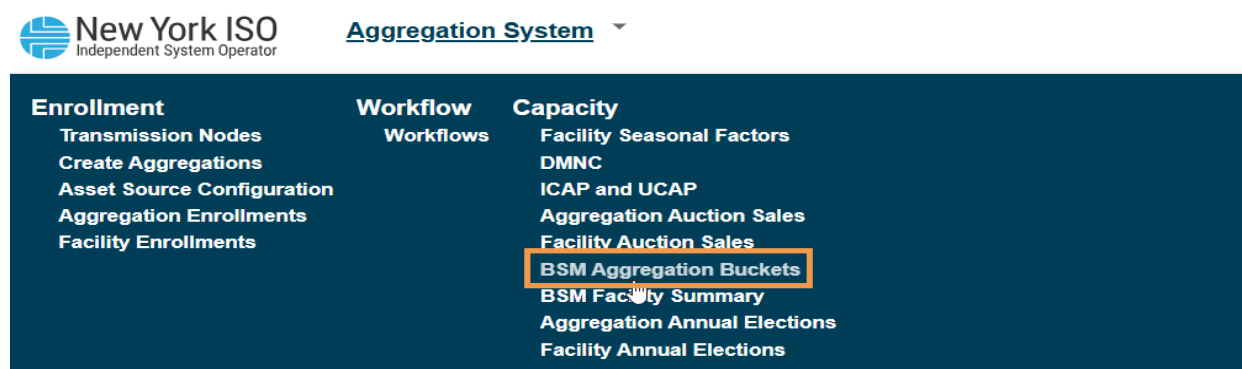 New York ISO
Independent System Operator
Aggregation System
Enrollment
Transmission Nodes
Create Aggregations
Asset Source Configuration
Aggregation Enrollments
Facility Enrollments
Workflow
Workflows
Capacity
Facility Seasonal Factors
DMNC
ICAP and UCAP
Aggregation Auction Sales
Facility Auction Sales
BSM Aggregation Buckets
BSM Facility Summary
Aggregation Annual Elections
Facility Annual Elections